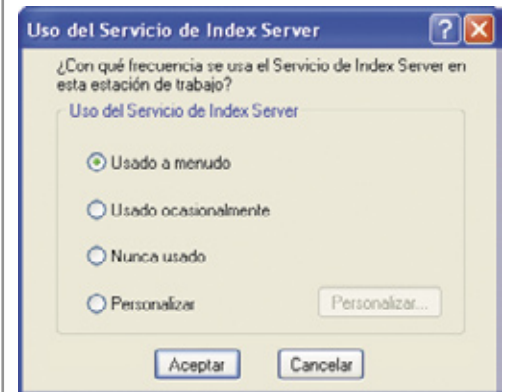 Uso del Servicio de Index Server
¿Con qué frecuencia se usa el Servicio de Index Server en
esta estación de trabajo?
Uso del Servicio de Index Server
Usado a menudo
Usado ocasionalmente
Nunca usado
Personalizar
Personalizar...
Aceptar
Cancelar